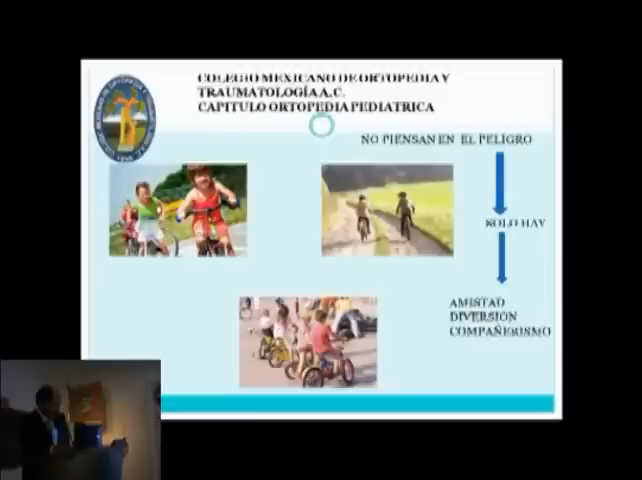 COLEGIO MEXICANO DE ORTOPEDIA Y
TRAUMATOLOGÍA A.C.
CAPITULO ORTOPEDIA PEDIATRICA
NO PIENSAN EN EL PELIGRO
SOLO HAY
AMISTAD
DIVERSION
COMPAÑERISMO